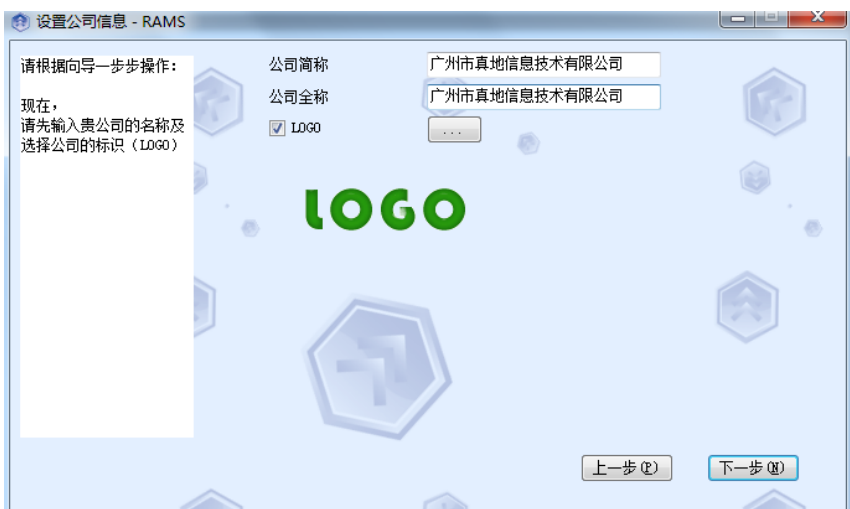 设置公司信息 - RAMS
请根据向导一步步操作:
现在,
请先输入贵公司的名称及
选择公司的标识(LOGO)
公司简称
广州市真地信息技术有限公司
公司全称
广州市真地信息技术有限公司
LOGO
...
LOGO
上一步(P)
下一步(N)